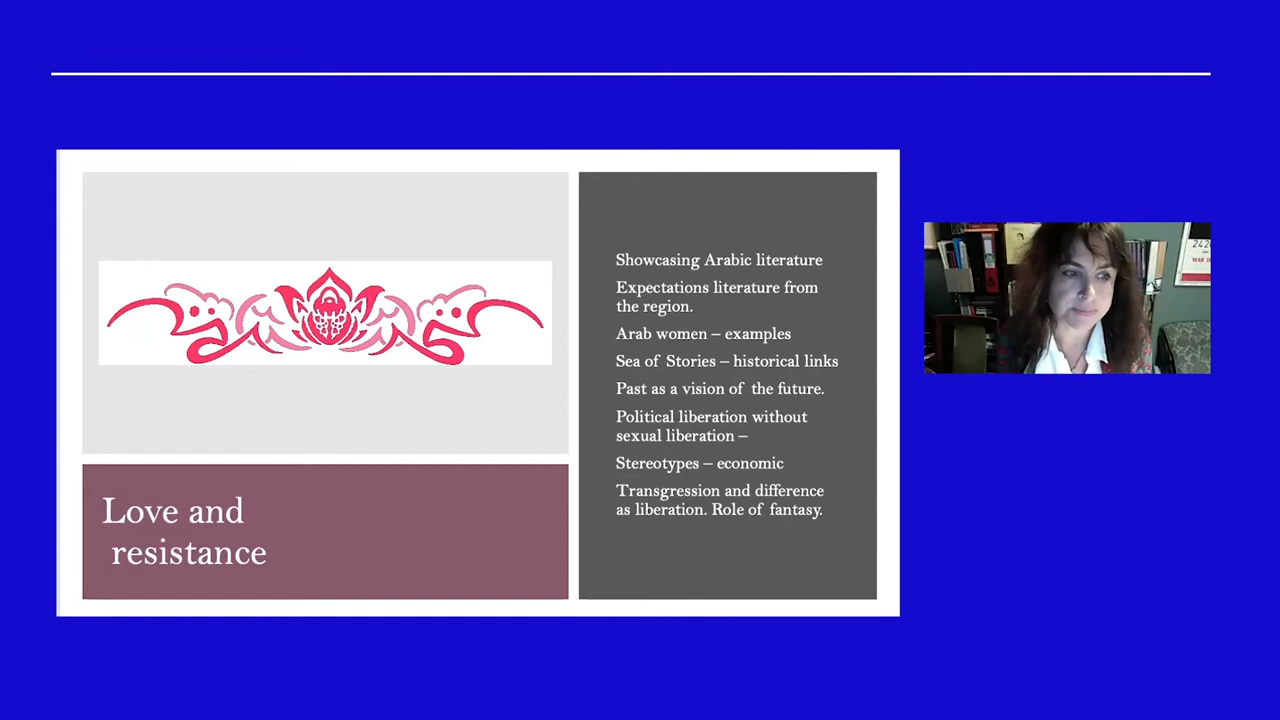 Love and
resistance
Showcasing Arabic literature
Expectations literature from
the region.
Arab women – examples
Sea of Stories – historical links
Past as a vision of the future.
Political liberation without
sexual liberation –
Stereotypes – economic
Transgression and difference
as liberation. Role of fantasy.